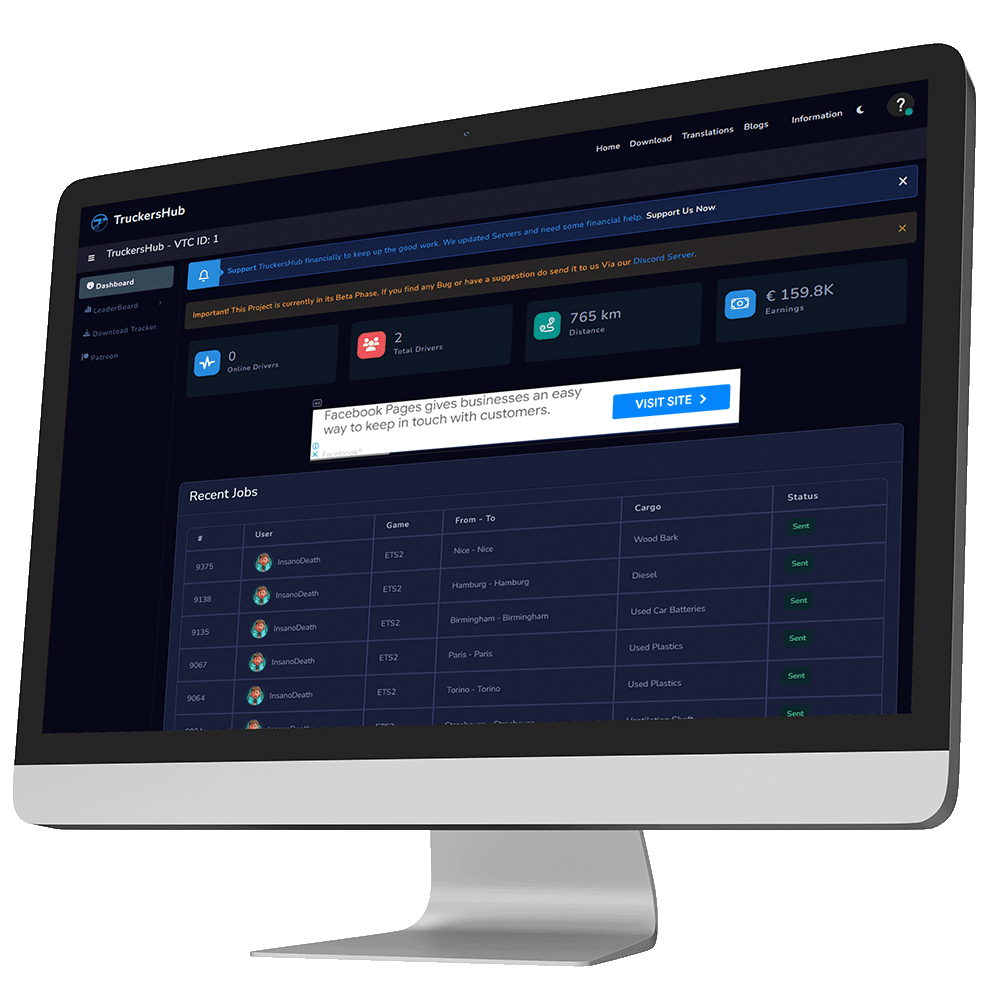 Home Download Translations Blogs Information ?
TruckersHub
TruckersHub - VTC ID: 1
Support TruckersHub financially to keep up the good work. We updated Servers and need some financial help. Support Us Now.
Important! This Project is currently in its Beta Phase. If you find any Bug or have a suggestion do send it to us Via our Discord Server.
Dashboard
LeaderBoard
Download Tracker
Patreon
0
Online Drivers
2
Total Drivers
765 km
Distance
€ 159.8K
Earnings
Ad
Facebook Pages gives businesses an easy
way to keep in touch with customers.
Facebook®
VISIT SITE
Recent Jobs
# User Game From - To Cargo Status
9375 InsanoDeath ETS2 Nice - Nice Wood Bark Sent
9138 InsanoDeath ETS2 Hamburg - Hamburg Diesel Sent
9135 InsanoDeath ETS2 Birmingham - Birmingham Used Car Batteries Sent
9067 InsanoDeath ETS2 Paris - Paris Used Plastics Sent
9064 InsanoDeath ETS2 Torino - Torino Used Plastics Sent
InsanoDeath ETS2 Sent